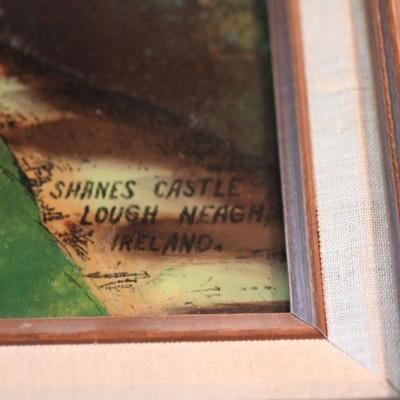 SHANES CASTLE
LOUGH NEAGH,
IRELAND.